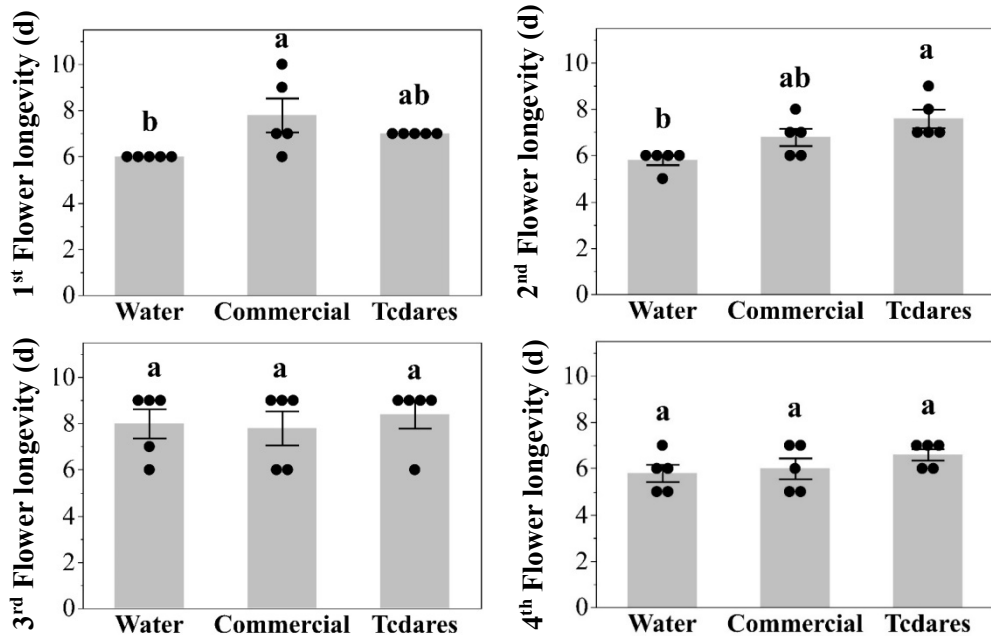 1st Flower longevity (d)
10
8
6
4
2
0
b
a
ab
Water Commercial Tcdares
2nd Flower longevity (d)
10
8
6
4
2
0
b
ab
a
Water Commercial Tcdares
3rd Flower longevity (d)
10
8
6
4
2
0
a
a
a
Water Commercial Tcdares
4th Flower longevity (d)
10
8
6
4
2
0
a
a
a
Water Commercial Tcdares